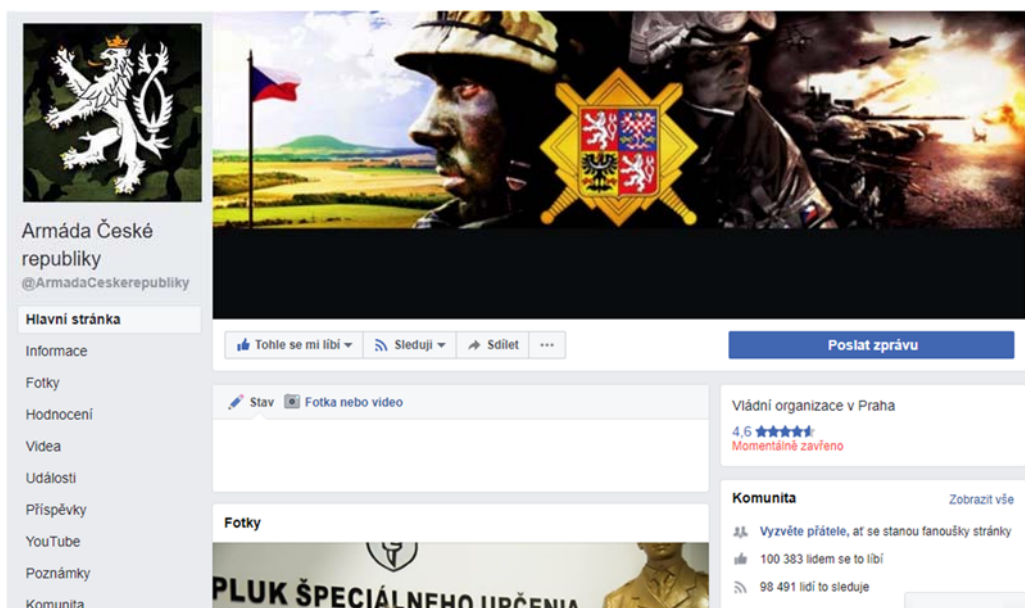 Armáda České
republiky
@ArmadaCeskerepubliky
Hlavní stránka
Informace
Fotky
Hodnocení
Videa
Události
Příspěvky
YouTube
Poznámky
Komunita
Tohle se mi líbí
Sleduji
Sdílet
Poslat zprávu
Stav Fotka nebo video
Fotky
PLUK ŠPECIÁLNEHO URČENIA
Vládní organizace v Praha
4,6
Momentálně zavřeno
Komunita
Zobrazit vše
Vyzvěte přátele, ať se stanou fanoušky stránky
100 383 lidem se to líbí
98 491 lidí to sleduje